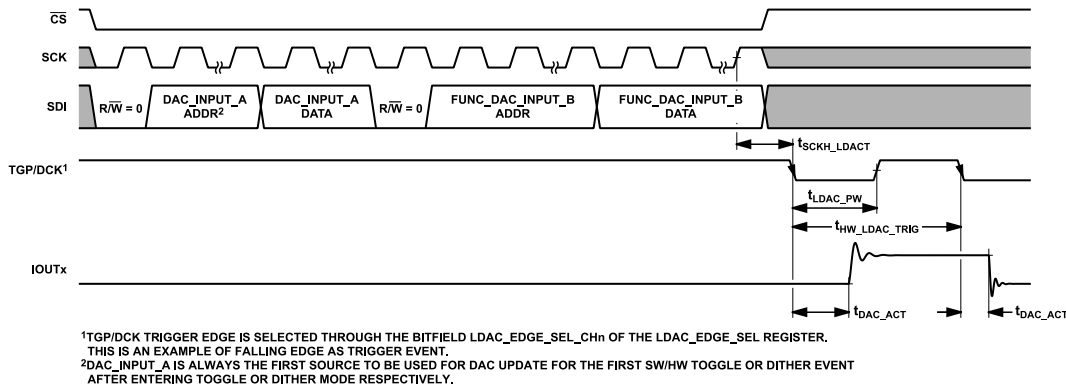 CS
SCK
SDI
R/W = 0
DAC_INPUT_A
ADDR2
DAC_INPUT_A
DATA
R/W = 0
FUNC_DAC_INPUT_B
ADDR
FUNC_DAC_INPUT_B
DATA
tSCKH_LDACT
TGP/DCK1
tLDAC_PW
tHW_LDAC_TRIG
IOUTx
tDAC_ACT
tDAC_ACT
1TGP/DCK TRIGGER EDGE IS SELECTED THROUGH THE BITFIELD LDAC_EDGE_SEL_CHn OF THE LDAC_EDGE_SEL REGISTER.
THIS IS AN EXAMPLE OF FALLING EDGE AS TRIGGER EVENT.
2DAC_INPUT_A IS ALWAYS THE FIRST SOURCE TO BE USED FOR DAC UPDATE FOR THE FIRST SW/HW TOGGLE OR DITHER EVENT
AFTER ENTERING TOGGLE OR DITHER MODE RESPECTIVELY.